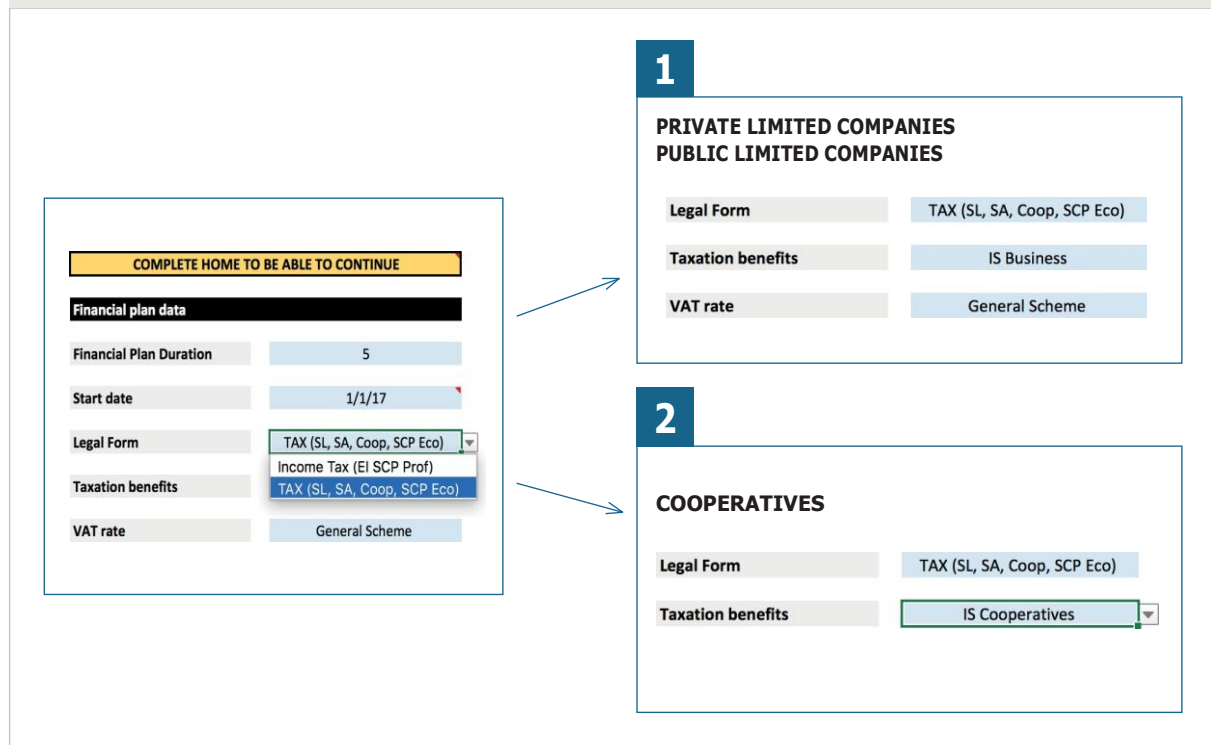 COMPLETE HOME TO BE ABLE TO CONTINUE
Financial plan data
Financial Plan Duration 5
Start date 1/1/17
Legal Form TAX (SL, SA, Coop, SCP Eco)
Income Tax (EI SCP Prof)
Taxation benefits TAX (SL, SA, Coop, SCP Eco)
VAT rate General Scheme
1
PRIVATE LIMITED COMPANIES
PUBLIC LIMITED COMPANIES
Legal Form TAX (SL, SA, Coop, SCP Eco)
Taxation benefits IS Business
VAT rate General Scheme
2
COOPERATIVES
Legal Form TAX (SL, SA, Coop, SCP Eco)
Taxation benefits IS Cooperatives